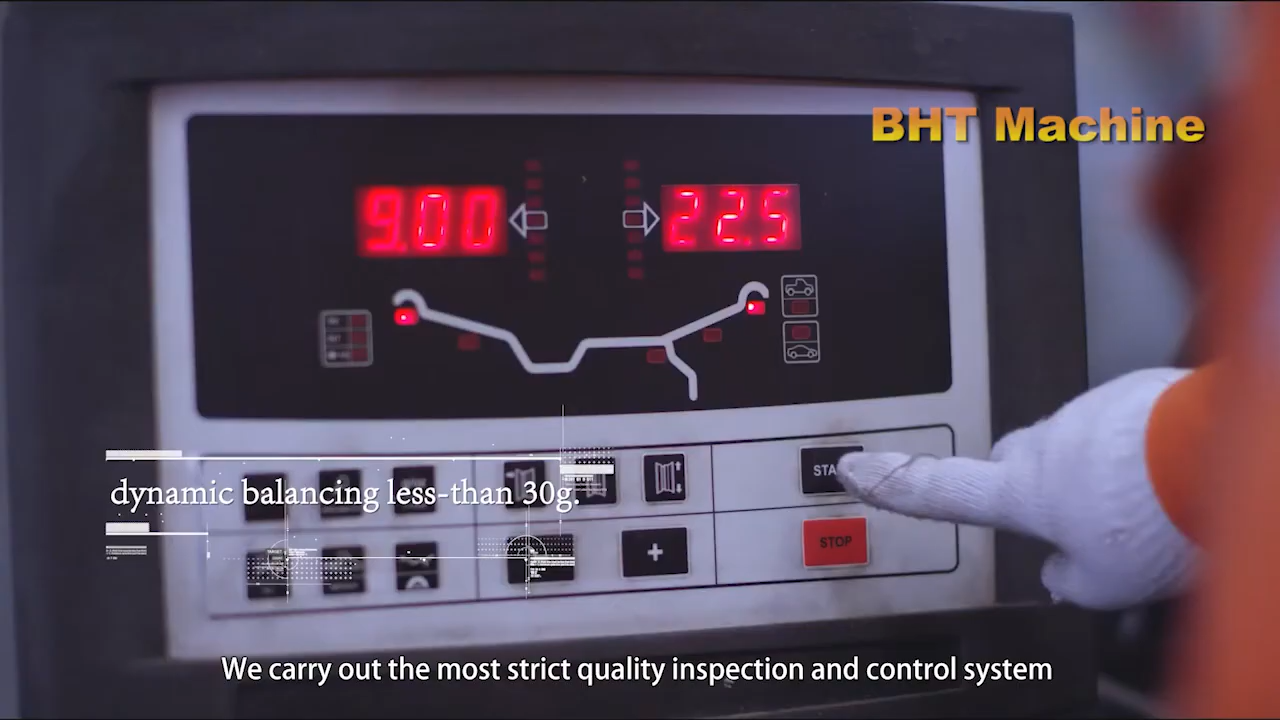 BHT Machine
9.00
22.5
START
dynamic balancing less-than 30g.
+
STOP
We carry out the most strict quality inspection and control system